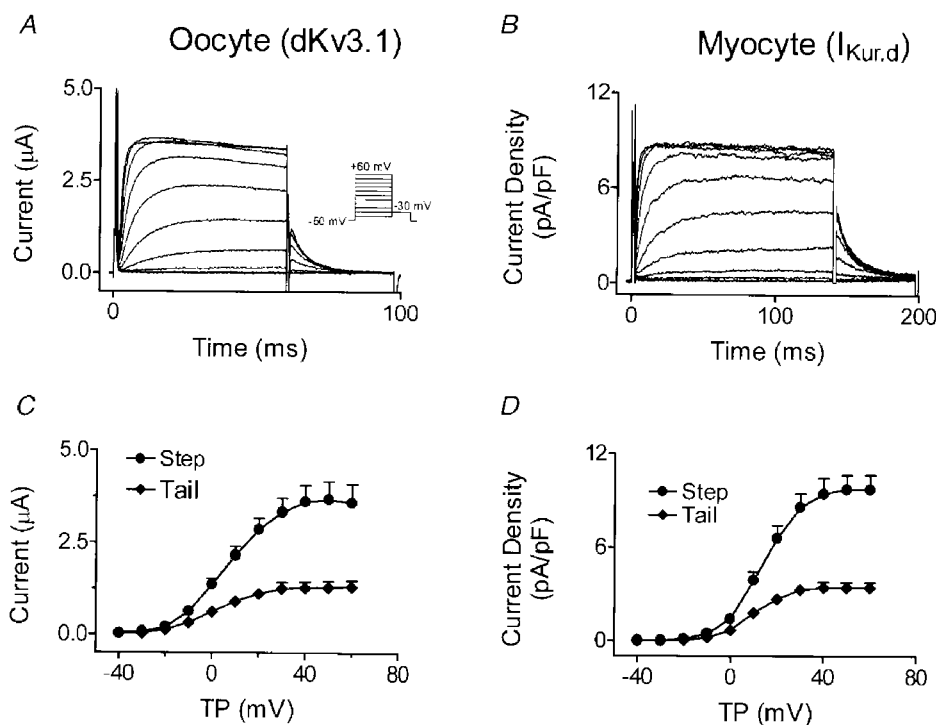 A
Oocyte (dKv3.1)
5.0
2.5
0.0
Current (µA)
+60 mV
-50 mV
-30 mV
0
100
Time (ms)
B
Myocyte (IKur.d)
12
6
0
Current Density
(pA/pF)
0
100
200
Time (ms)
C
5.0
2.5
0.0
Current (µA)
Step
Tail
-40
0
40
80
TP (mV)
D
12
6
0
Current Density
(pA/pF)
Step
Tail
-40
0
40
80
TP (mV)